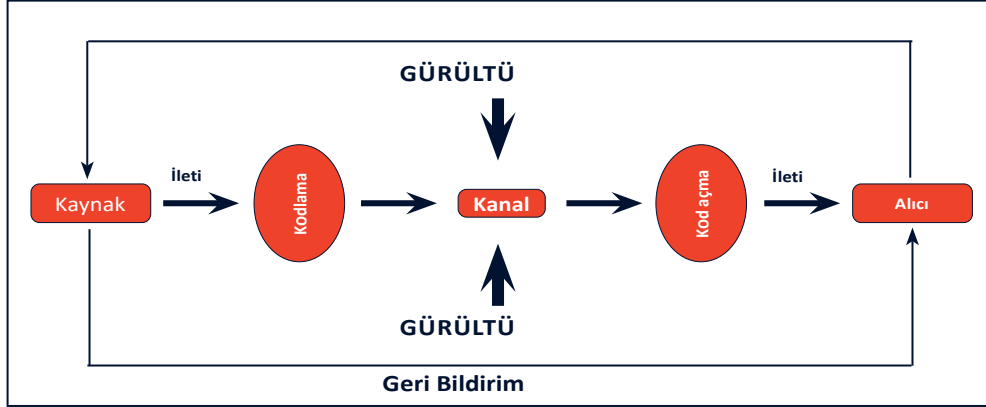 GÜRÜLTÜ
Kaynak
İleti
Kodlama
Kanal
Kod açma
İleti
Alıcı
GÜRÜLTÜ
Geri Bildirim